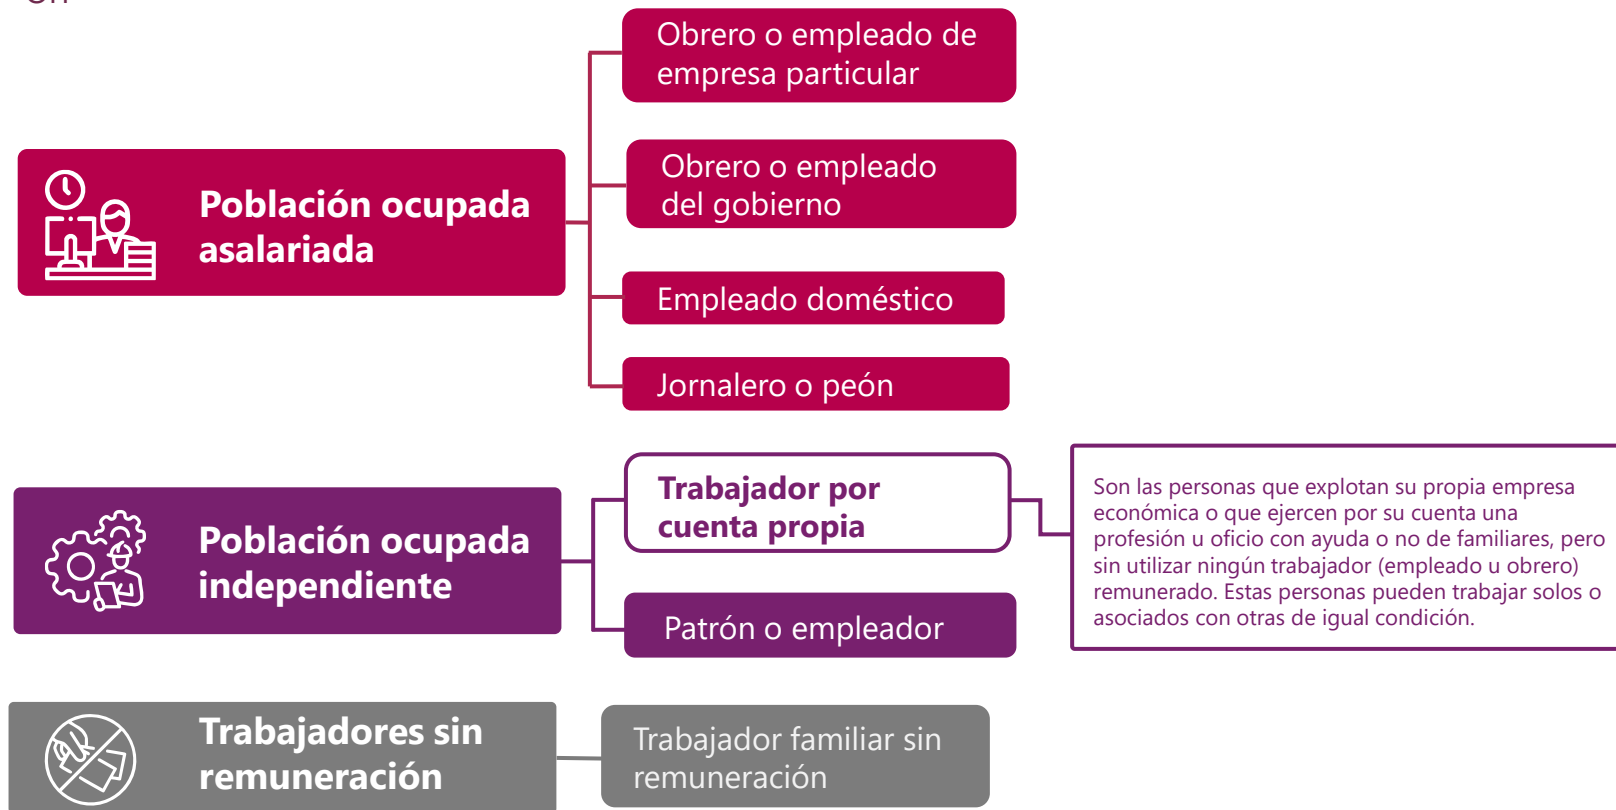 Obrero o empleado de
empresa particular
Obrero o empleado
del gobierno
Población ocupada
asalariada
Empleado doméstico
Jornalero o peón
Trabajador por
cuenta propia
Son las personas que explotan su propia empresa
económica o que ejercen por su cuenta una
profesión u oficio con ayuda o no de familiares, pero
sin utilizar ningún trabajador (empleado u obrero)
remunerado. Estas personas pueden trabajar solos o
asociados con otras de igual condición.
Población ocupada
independiente
Patrón o empleador
Trabajadores sin
remuneración
Trabajador familiar sin
remuneración